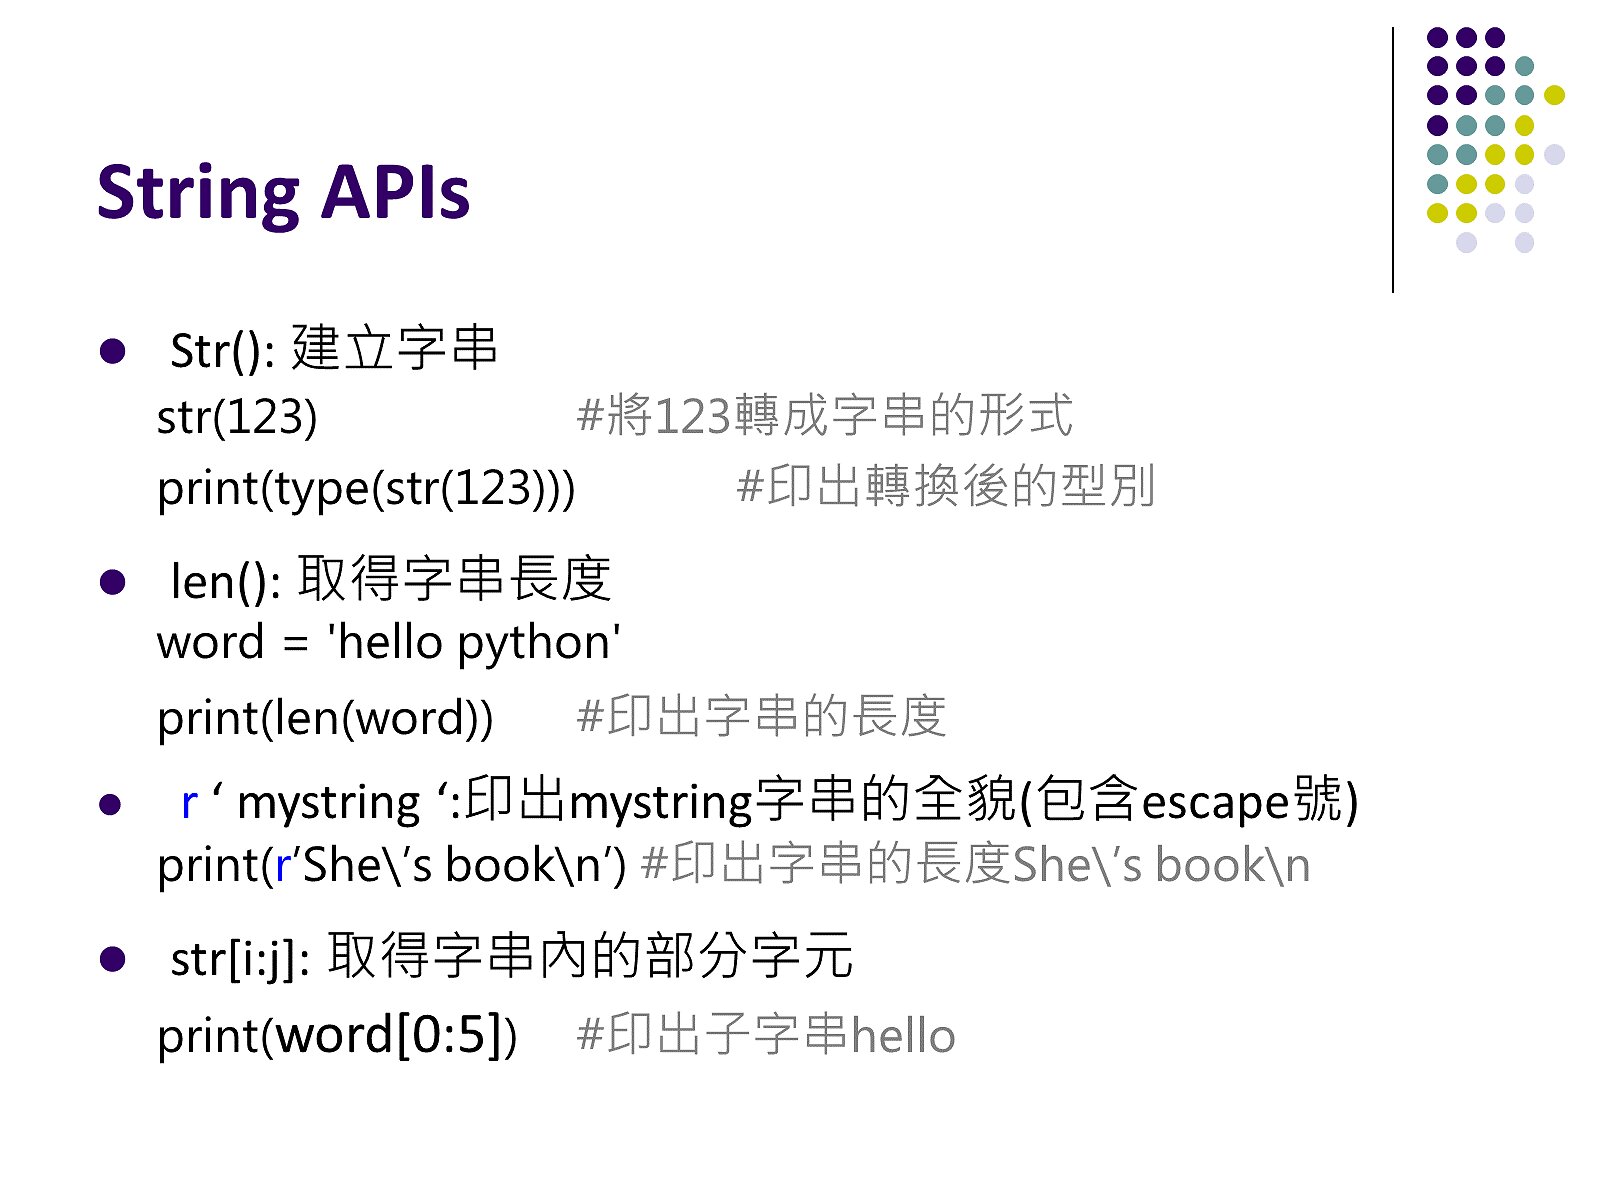 String APIs
Str(): 建立字串
str(123) #將123轉成字串的形式
print(type(str(123))) #印出轉換後的型別
len(): 取得字串長度
word = 'hello python'
print(len(word)) #印出字串的長度
r ‘ mystring ‘:印出mystring字串的全貌(包含escape號)
print(r’She\’s book\n’) #印出字串的長度She\’s book\n
str[i:j]: 取得字串內的部分字元
print(word[0:5]) #印出子字串hello